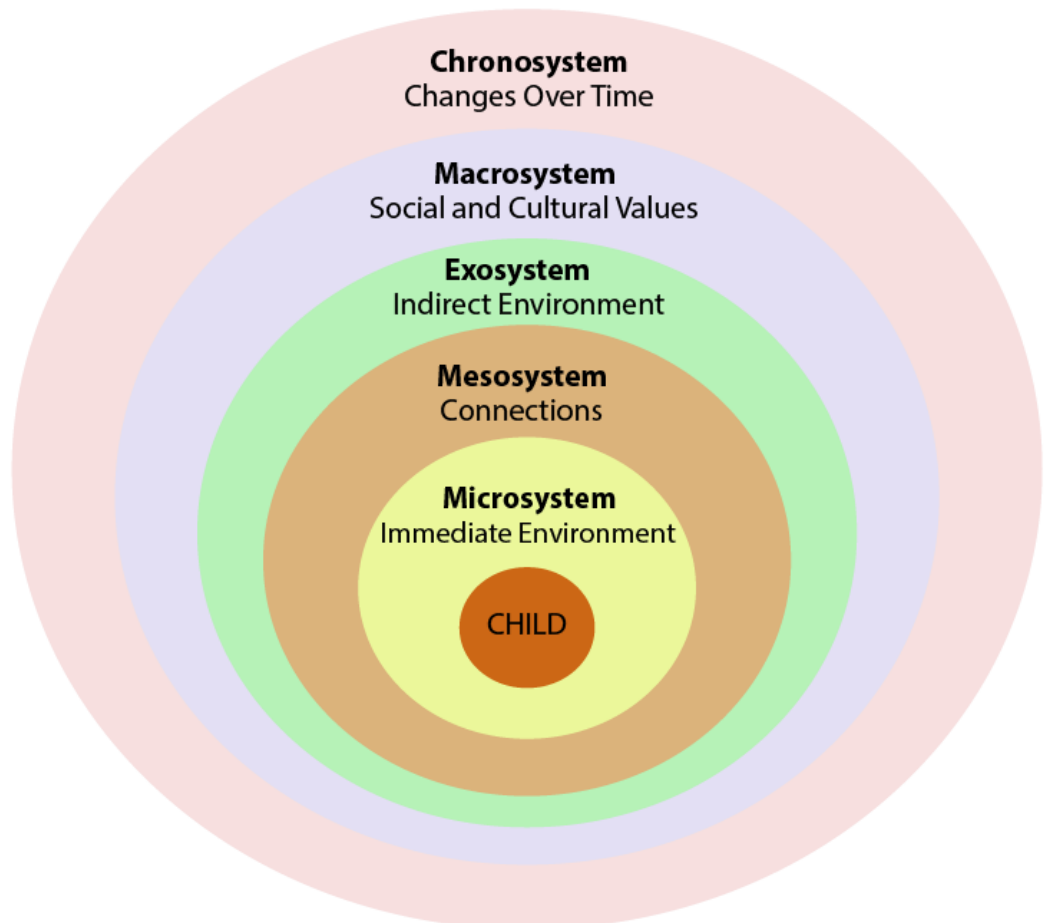 Chronosystem
Changes Over Time
Macrosystem
Social and Cultural Values
Exosystem
Indirect Environment
Mesosystem
Connections
Microsystem
Immediate Environment
CHILD